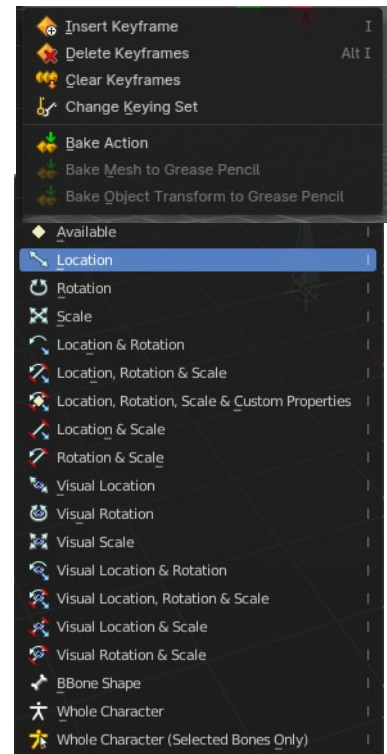 Insert Keyframe I
Delete Keyframes Alt I
Clear Keyframes
Change Keying Set
Bake Action
Bake Mesh to Grease Pencil
Bake Object Transform to Grease Pencil
Available I
Location I
Rotation I
Scale I
Location & Rotation I
Location, Rotation & Scale I
Location, Rotation, Scale & Custom Properties I
Location & Scale I
Rotation & Scale I
Visual Location I
Visual Rotation I
Visual Scale I
Visual Location & Rotation I
Visual Location, Rotation & Scale I
Visual Location & Scale I
Visual Rotation & Scale I
BBone Shape I
Whole Character I
Whole Character (Selected Bones Only) I